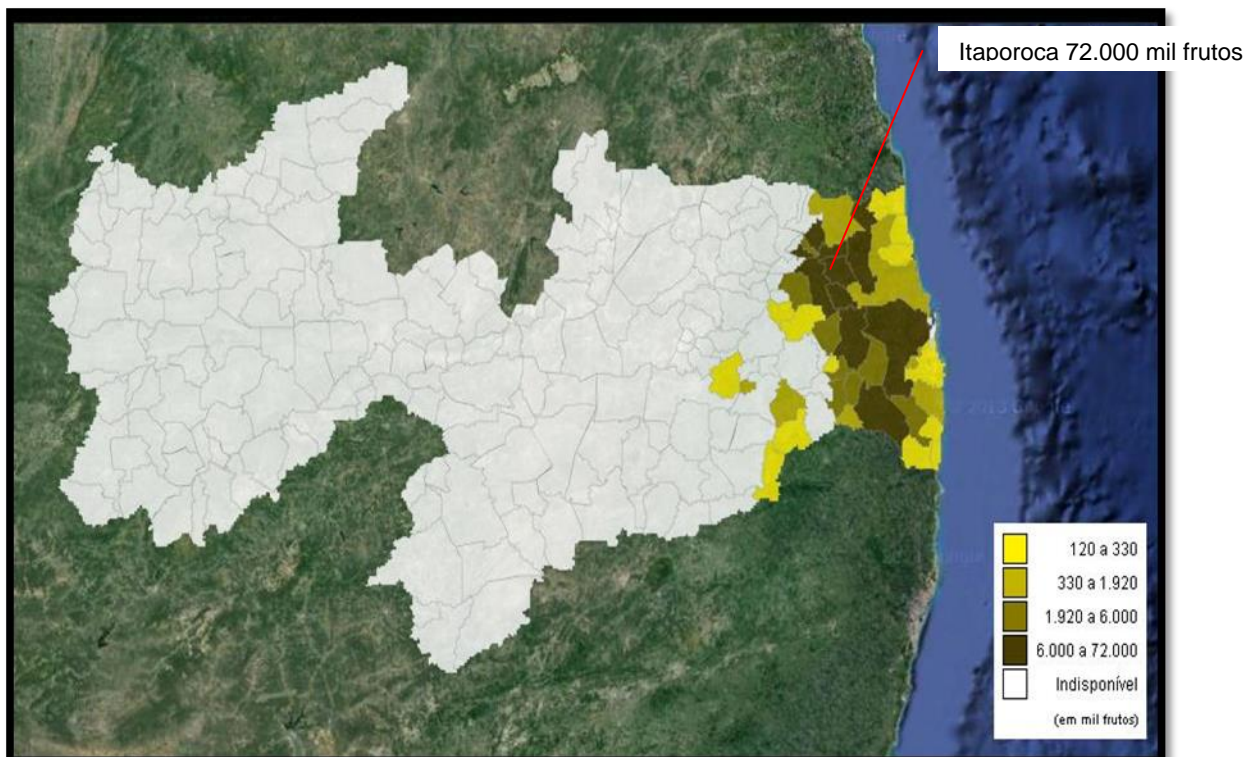 Itaporoca 72.000 mil frutos
120 a 330
330 a 1.920
1.920 a 6.000
6.000 a 72.000
Indisponível
(em mil frutos)